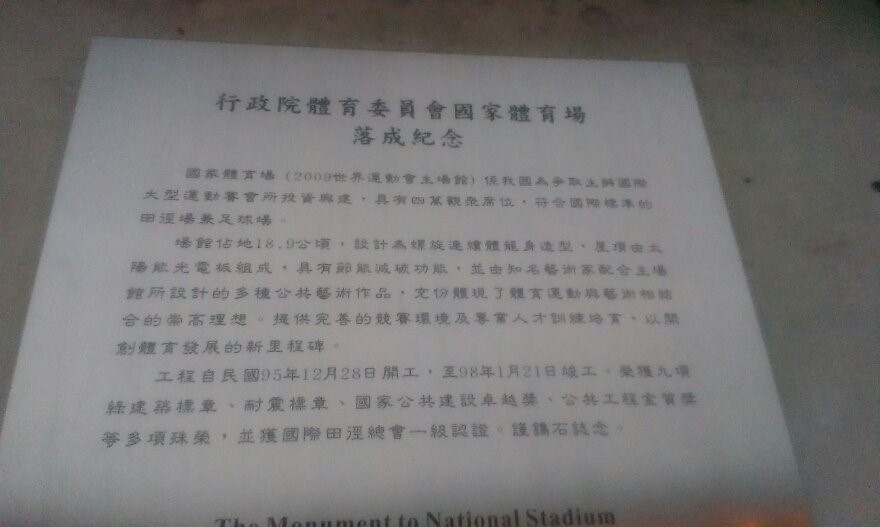 行政院體育委員會國家體育場
落成紀念
國家體育場（2009世界運動會主場館）係我國為爭取主辦國際
大型運動賽會所投資興建，具有四萬觀眾席位，符合國際標準的
田徑場兼足球場。
場館佔地18.9公頃，設計為螺旋連續體龍身造型，屋頂由太
陽能光電板組成，具有節能減碳功能，並由知名藝術家配合主場
館所設計的多種公共藝術作品，充份體現了體育運動與藝術相結
合的崇高理想。提供完善的競賽環境及專業人才訓練培育，以開
創體育發展的新里程碑。
工程自民國95年12月28日開工，至98年1月21日竣工。榮獲九項
綠建築標章、耐震標章、國家公共建設卓越獎、公共工程金質獎
等多項殊榮，並獲國際田徑總會一級認證。謹鐫石誌念。
The Monument to National Stadium